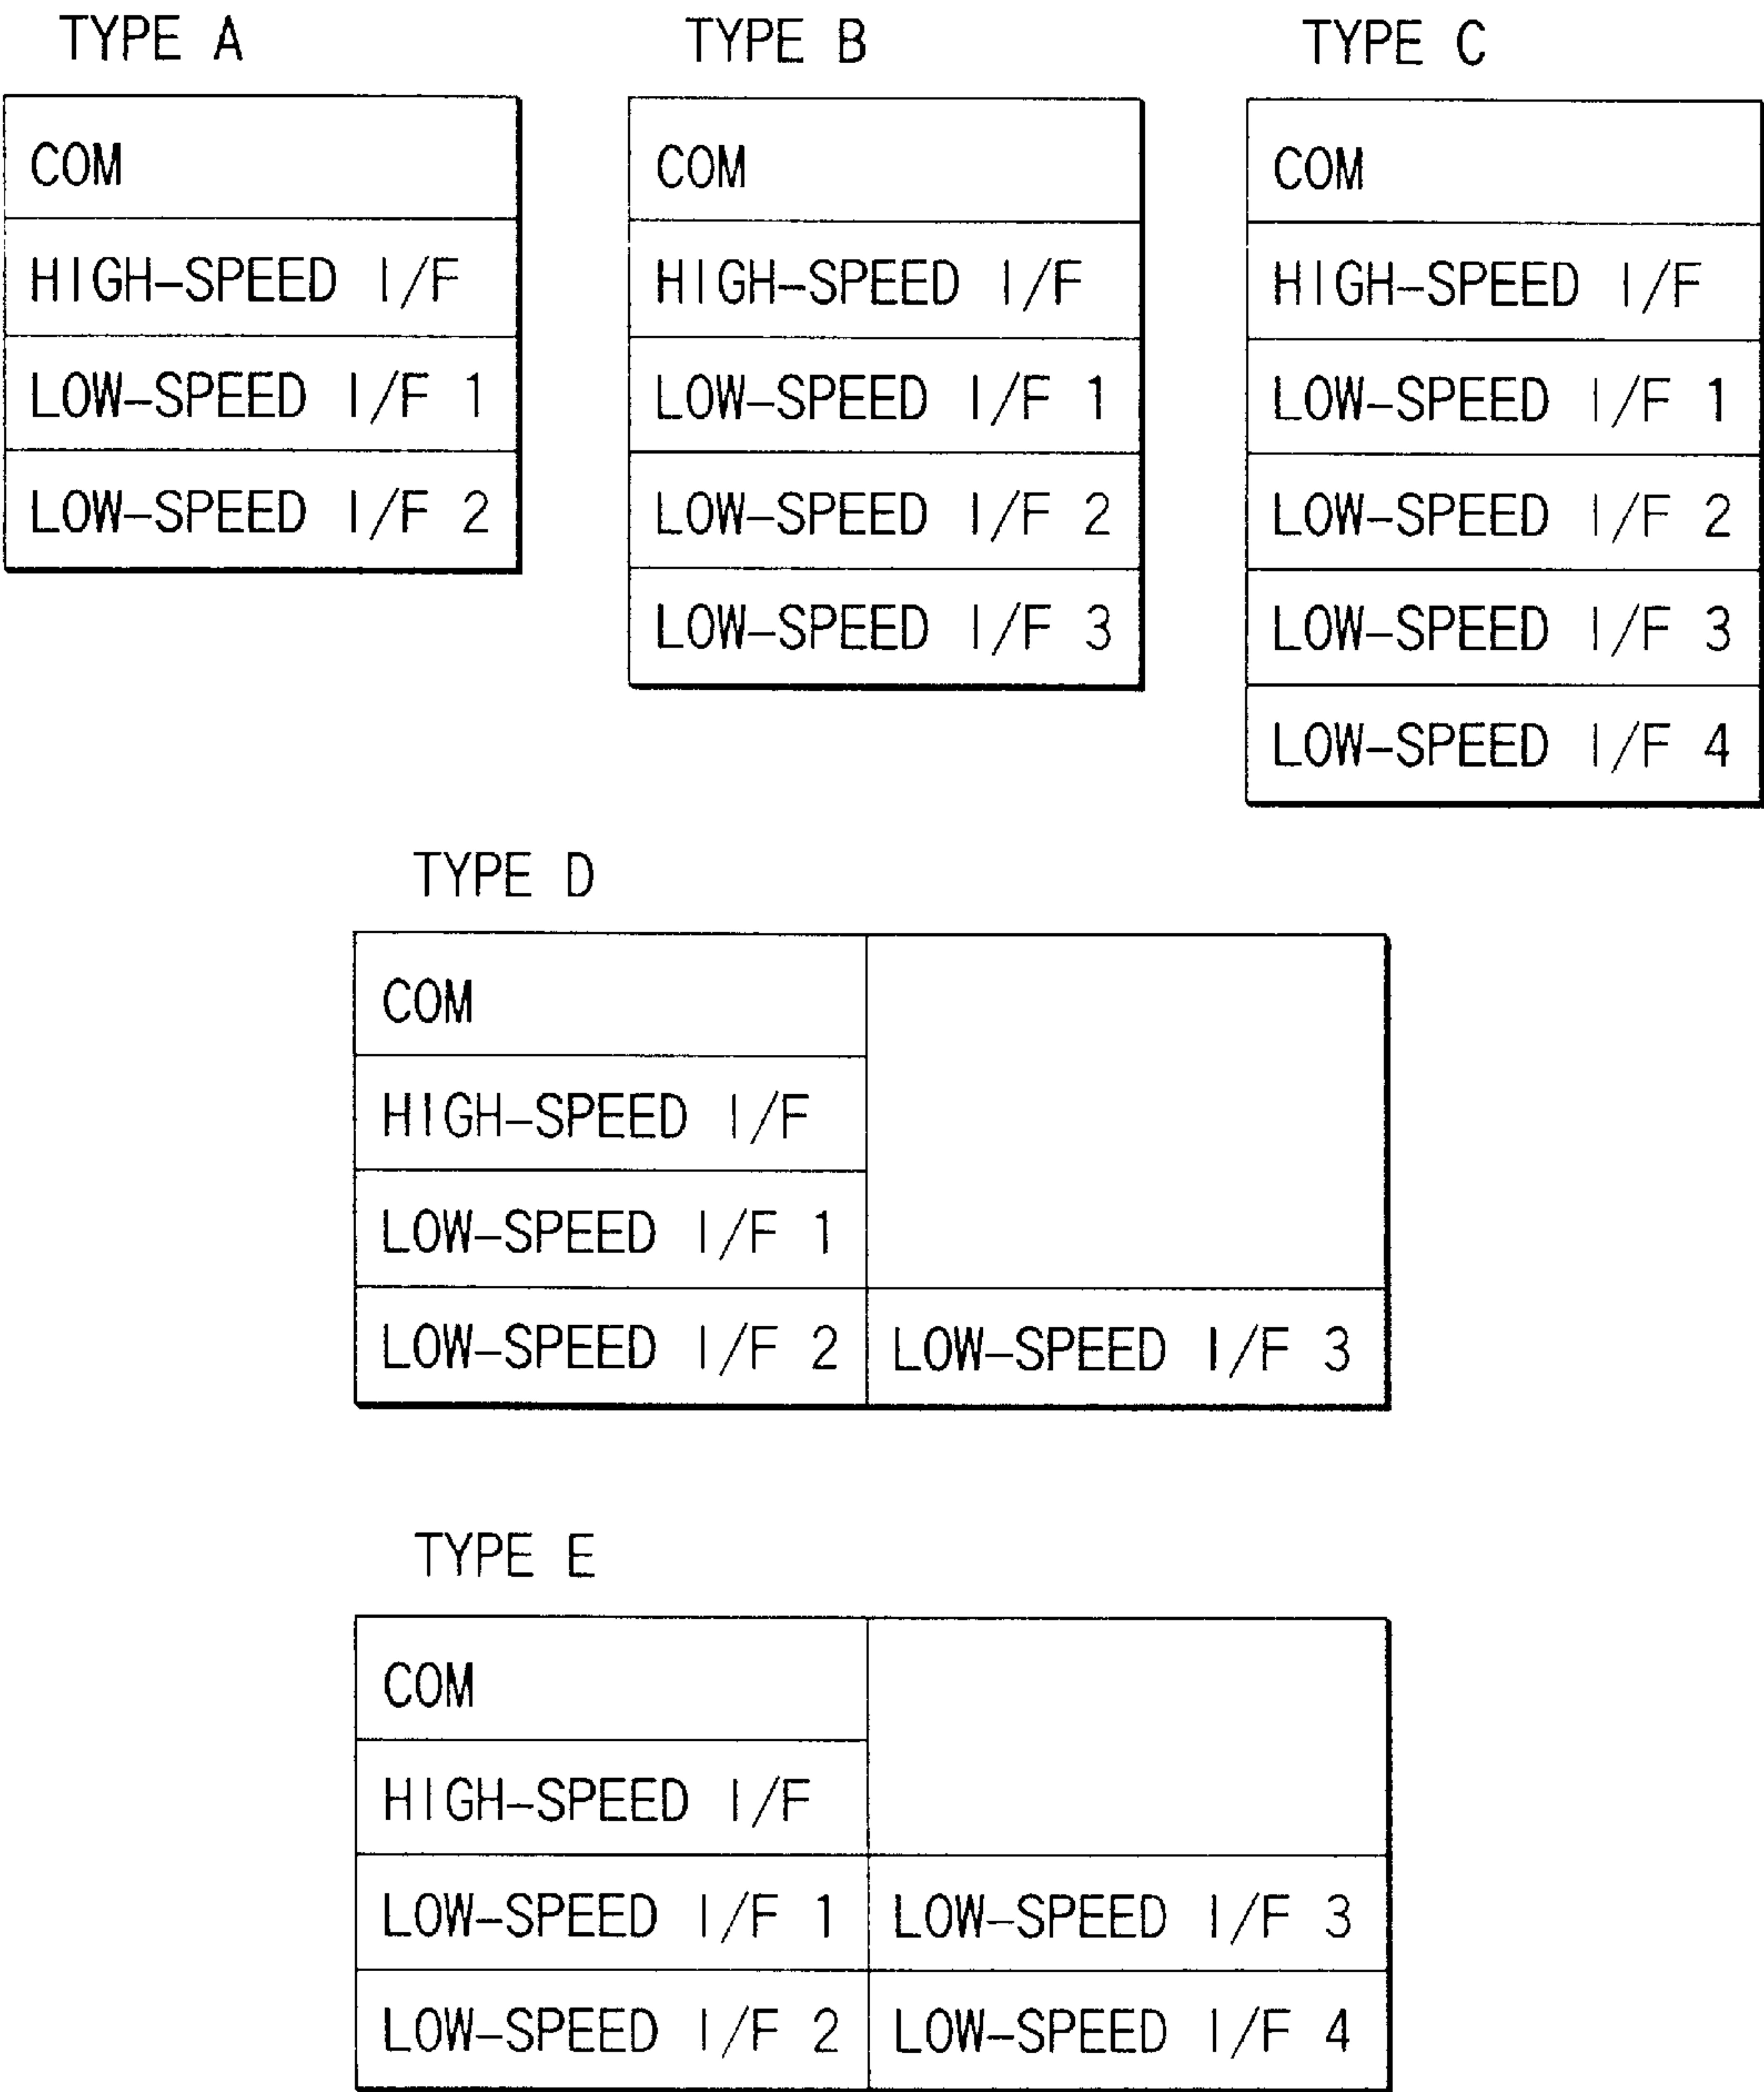 TYPE A
COM
HIGH-SPEED I/F
LOW-SPEED I/F 1
LOW-SPEED I/F 2
TYPE B
COM
HIGH-SPEED I/F
LOW-SPEED I/F 1
LOW-SPEED I/F 2
LOW-SPEED I/F 3
TYPE C
COM
HIGH-SPEED I/F
LOW-SPEED I/F 1
LOW-SPEED I/F 2
LOW-SPEED I/F 3
LOW-SPEED I/F 4
TYPE D
COM
HIGH-SPEED I/F
LOW-SPEED I/F 1
LOW-SPEED I/F 2
LOW-SPEED I/F 3
TYPE E
COM
HIGH-SPEED I/F
LOW-SPEED I/F 1
LOW-SPEED I/F 3
LOW-SPEED I/F 2
LOW-SPEED I/F 4